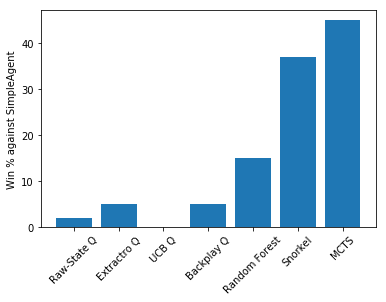 Win % against SimpleAgent
40
30
20
10
0
Raw-State Q
Extractro Q
UCB Q
Backplay Q
Random Forest
Snorkel
MCTS